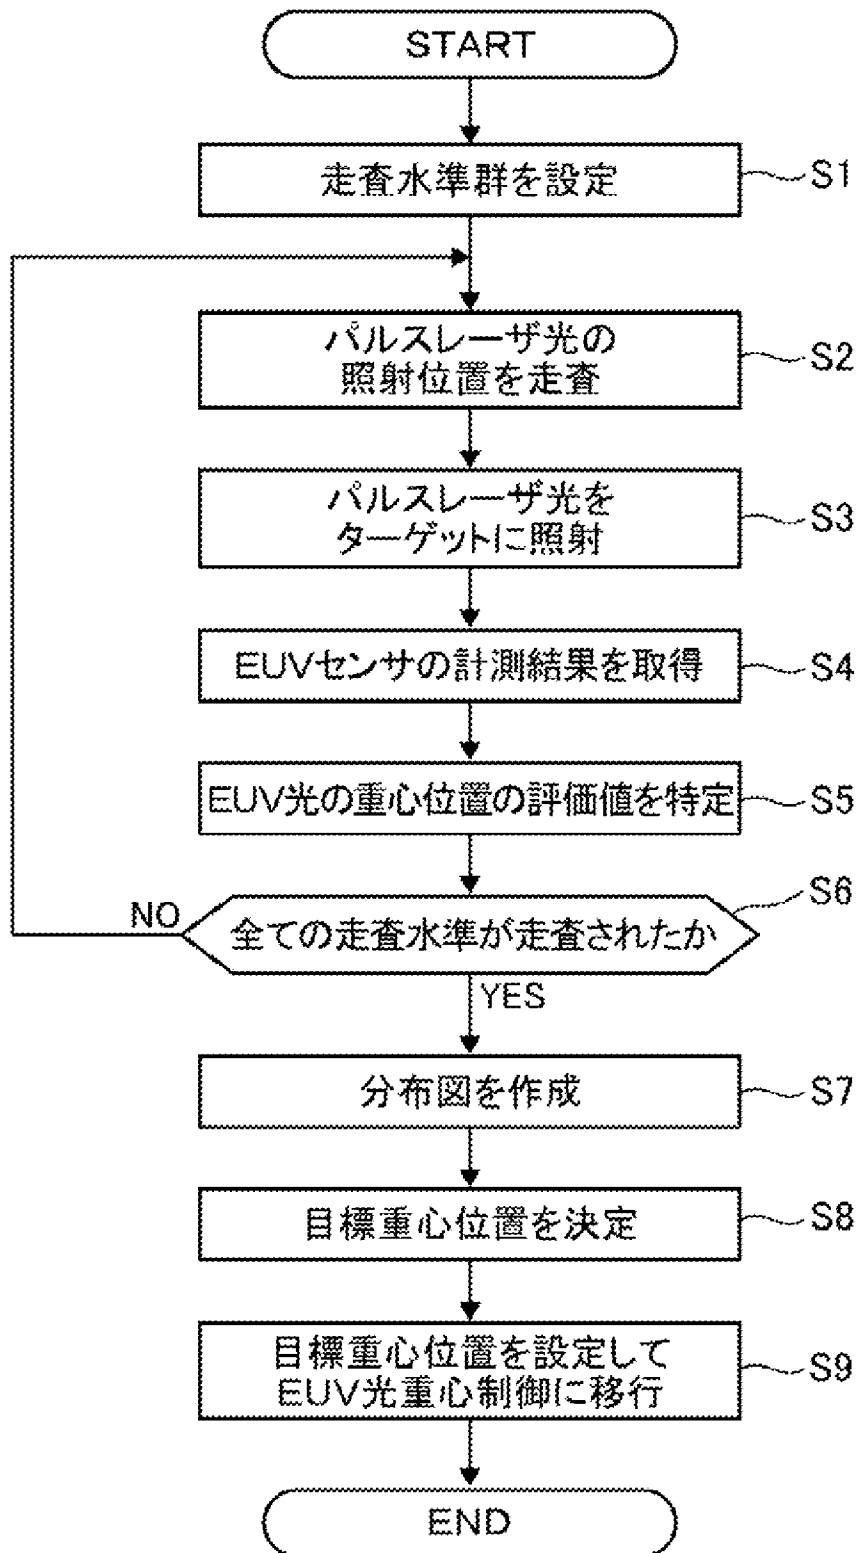 START
走査水準群を設定
S1
パルスレーザ光の
照射位置を走査
S2
パルスレーザ光を
ターゲットに照射
S3
EUVセンサの計測結果を取得
S4
EUV光の重心位置の評価値を特定
S5
S6
NO
全ての走査水準が走査されたか
YES
分布図を作成
S7
目標重心位置を決定
S8
目標重心位置を設定して
EUV光重心制御に移行
S9
END